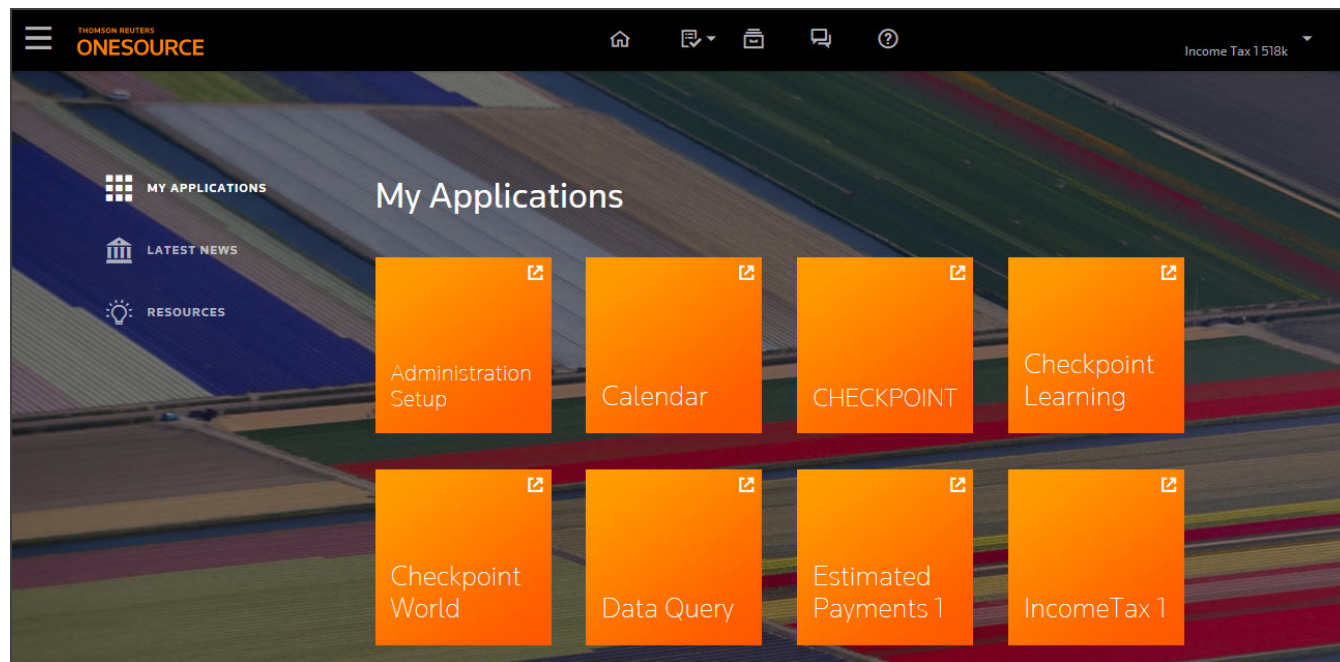 THOMSON REUTERS
ONESOURCE
Income Tax 1 518k
MY APPLICATIONS
LATEST NEWS
RESOURCES
My Applications
Administration
Setup
Calendar
CHECKPOINT
Checkpoint
Learning
Checkpoint
World
Data Query
Estimated
Payments 1
IncomeTax 1